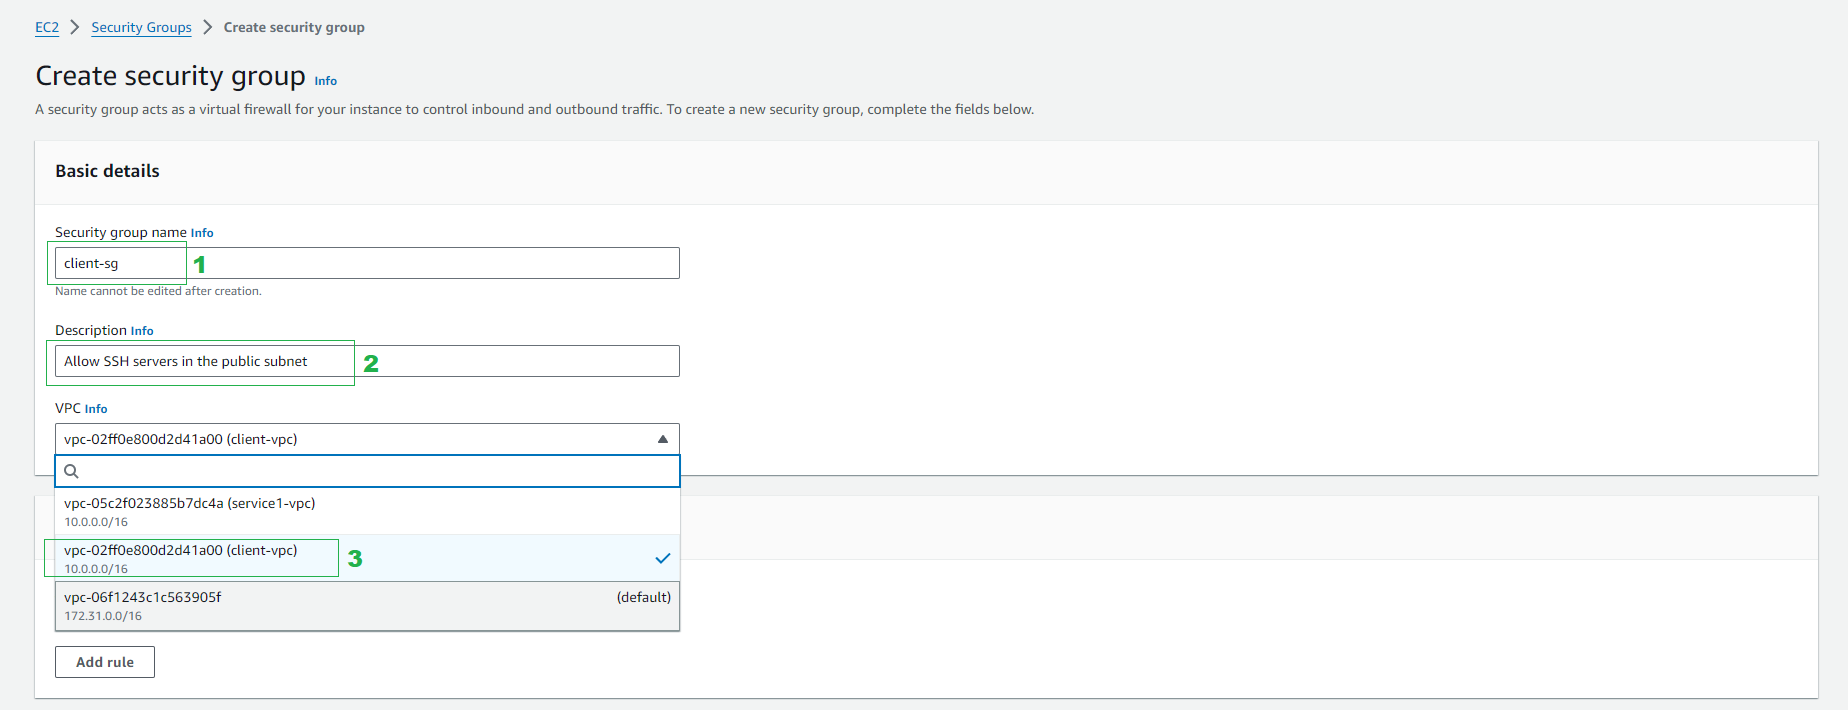 EC2 > Security Groups > Create security group
Create security group Info
A security group acts as a virtual firewall for your instance to control inbound and outbound traffic. To create a new security group, complete the fields below.
Basic details
Security group name Info
client-sg 1
Name cannot be edited after creation.
Description Info
Allow SSH servers in the public subnet 2
VPC Info
vpc-02ff0e800d2d41a00 (client-vpc)
vpc-05c2f023885b7dc4a (service1-vpc)
10.0.0.0/16
vpc-02ff0e800d2d41a00 (client-vpc) 3
10.0.0.0/16
vpc-06f1243c1c563905f (default)
172.31.0.0/16
Add rule